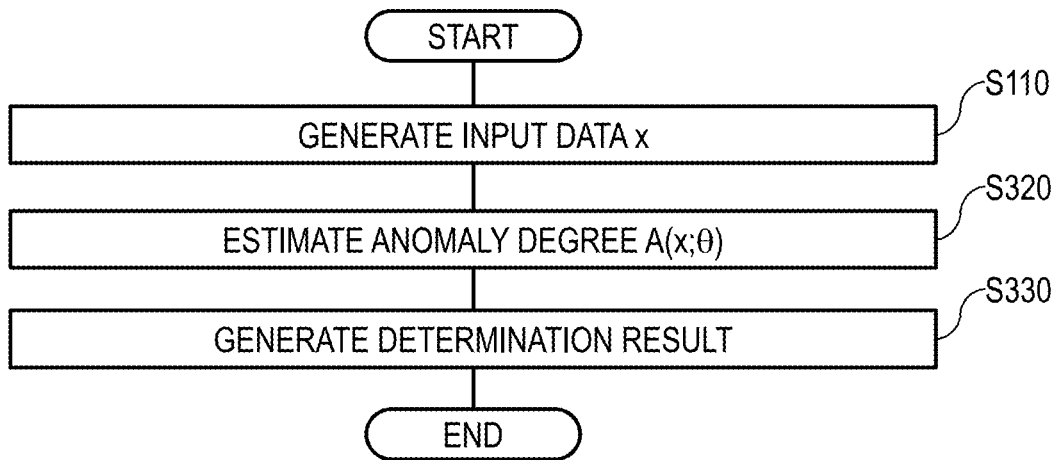 START
S110
GENERATE INPUT DATA x
S320
ESTIMATE ANOMALY DEGREE A(x;θ)
S330
GENERATE DETERMINATION RESULT
END